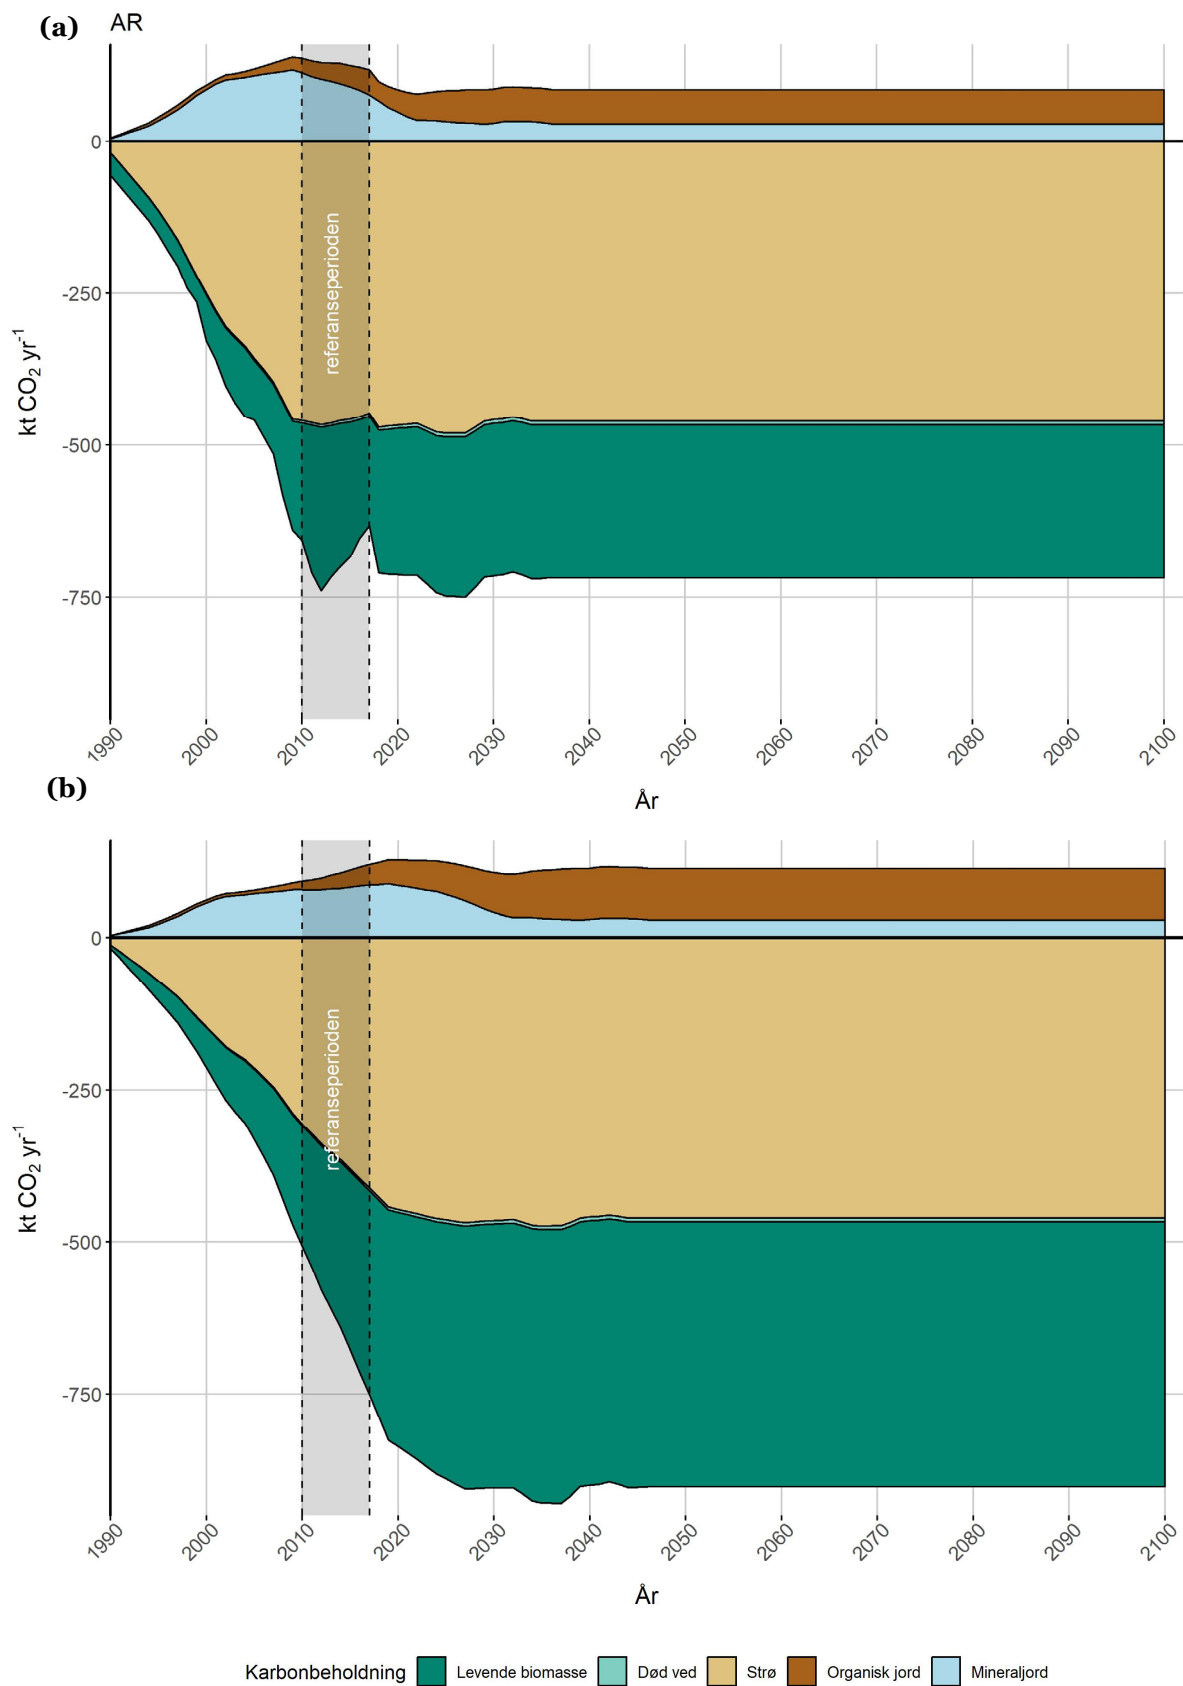 (a)
AR
0
-250
-500
-750
kt CO₂ yr⁻¹
referanseperioden
1990 2000 2010 2020 2030 2040 2050 2060 2070 2080 2090 2100
År
(b)
0
-250
-500
-750
kt CO₂ yr⁻¹
referanseperioden
1990 2000 2010 2020 2030 2040 2050 2060 2070 2080 2090 2100
År
Karbonbeholdning Levende biomasse Død ved Strø Organisk jord Mineraljord